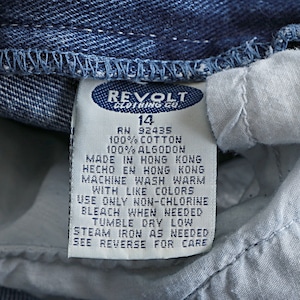 REVOLT
CLOTHING CO.
14
RN 92435
100% COTTON
100% ALGODON
MADE IN HONG KONG
HECHO EN HONG KONG
MACHINE WASH WARM
WITH LIKE COLORS
USE ONLY NON-CHLORINE
BLEACH WHEN NEEDED
TUMBLE DRY LOW
STEAM IRON AS NEEDED
SEE REVERSE FOR CARE